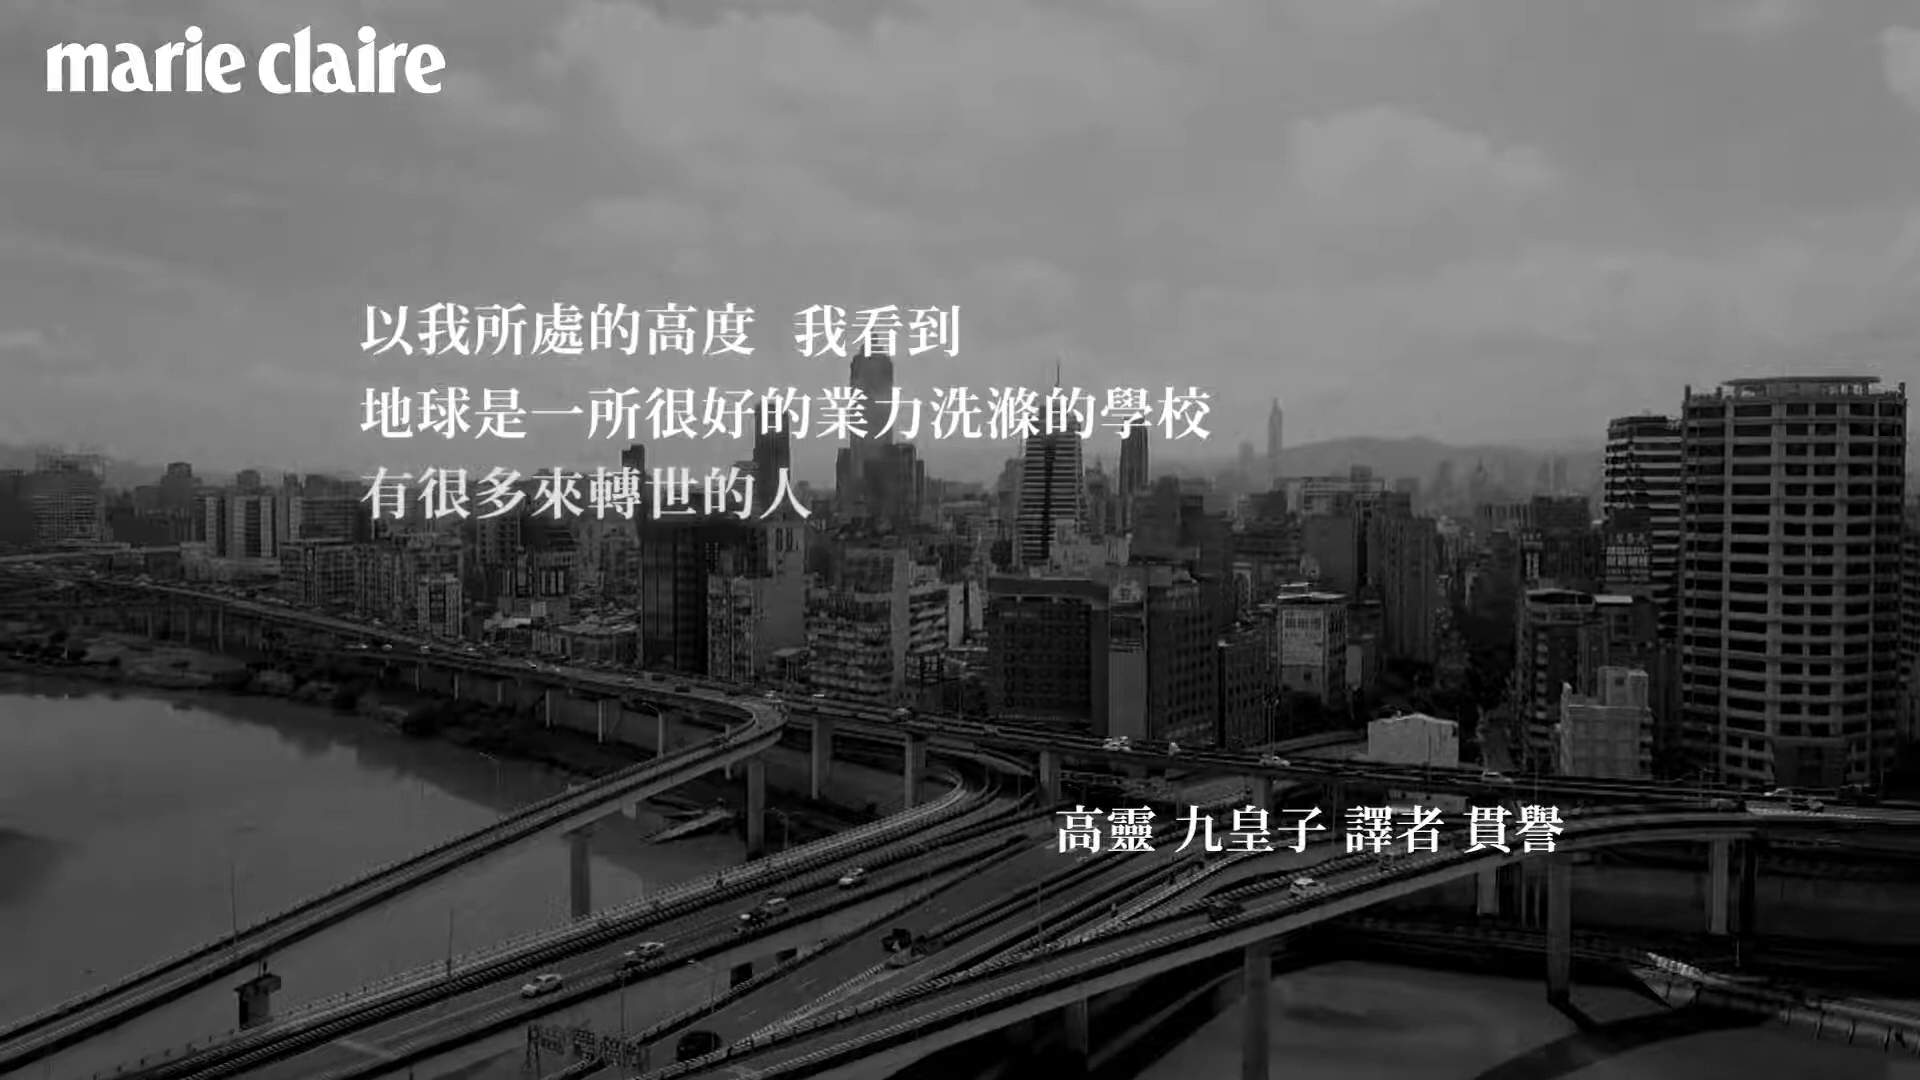 marie claire
以我所處的高度 我看到
地球是一所很好的業力洗滌的學校
有很多來轉世的人
高靈 九皇子 譯者 貫譽